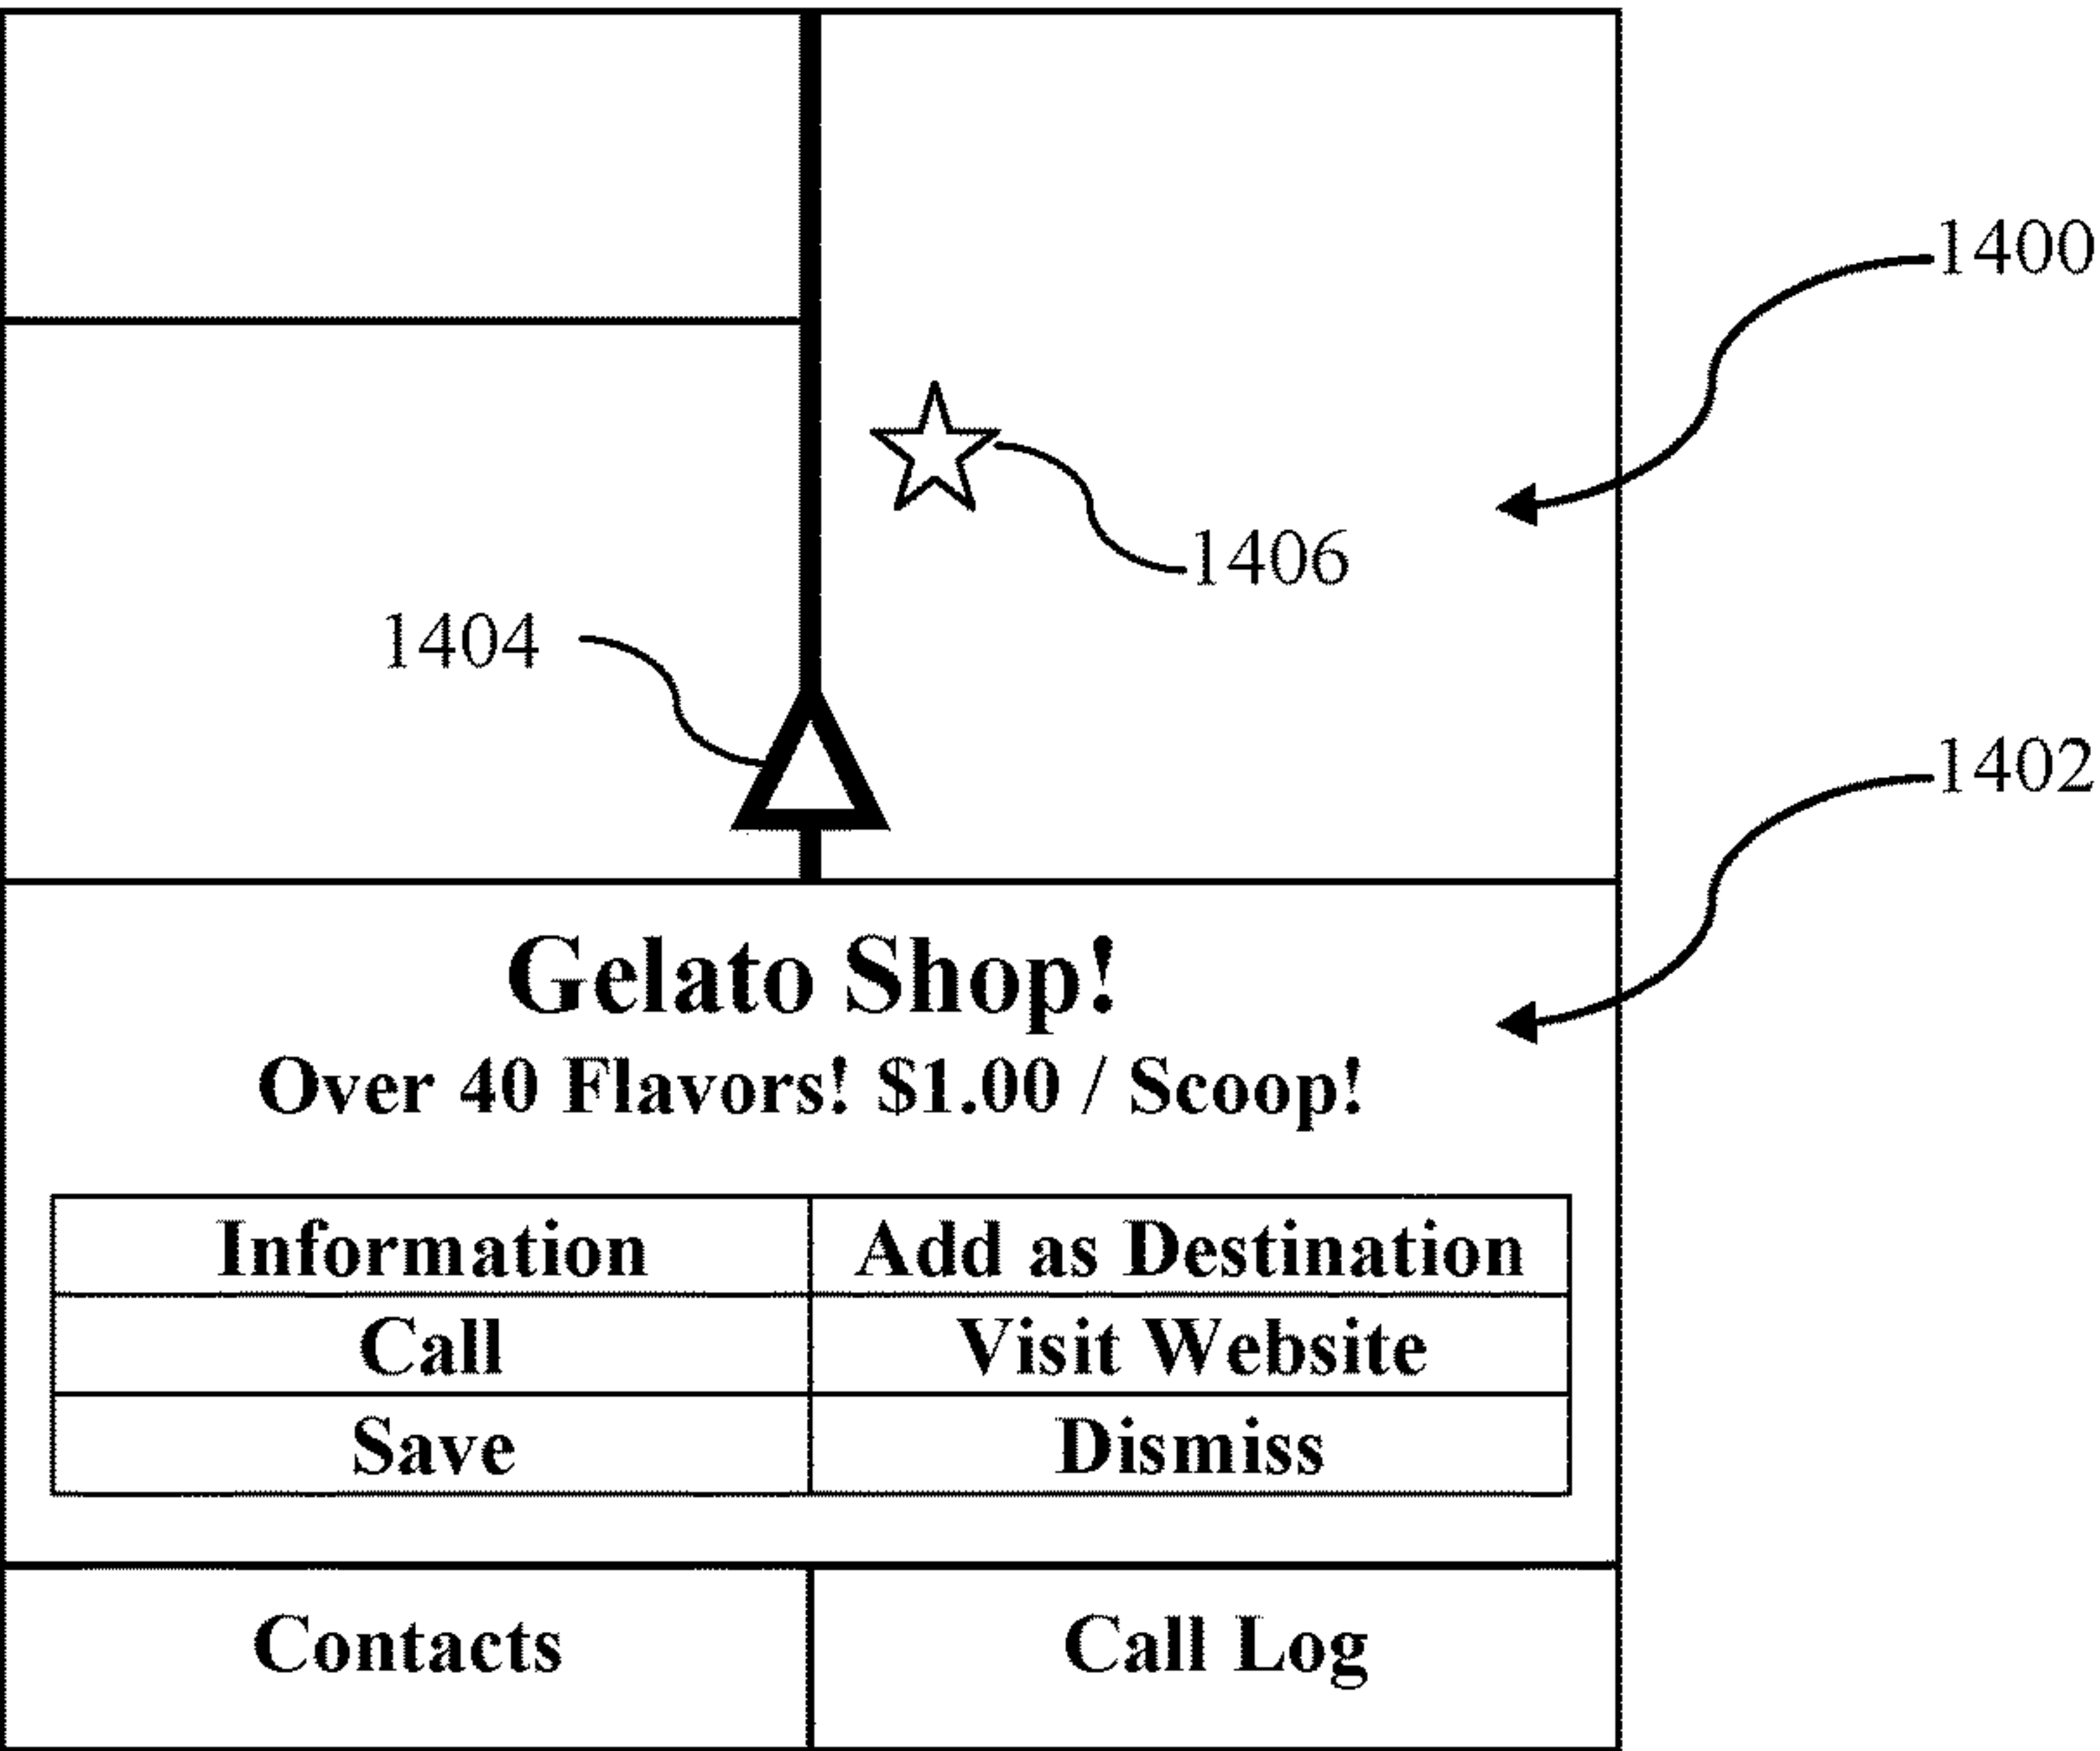 1400
1406
1404
1402
Gelato Shop!
Over 40 Flavors! $1.00 / Scoop!
Information Add as Destination
Call Visit Website
Save Dismiss
Contacts Call Log